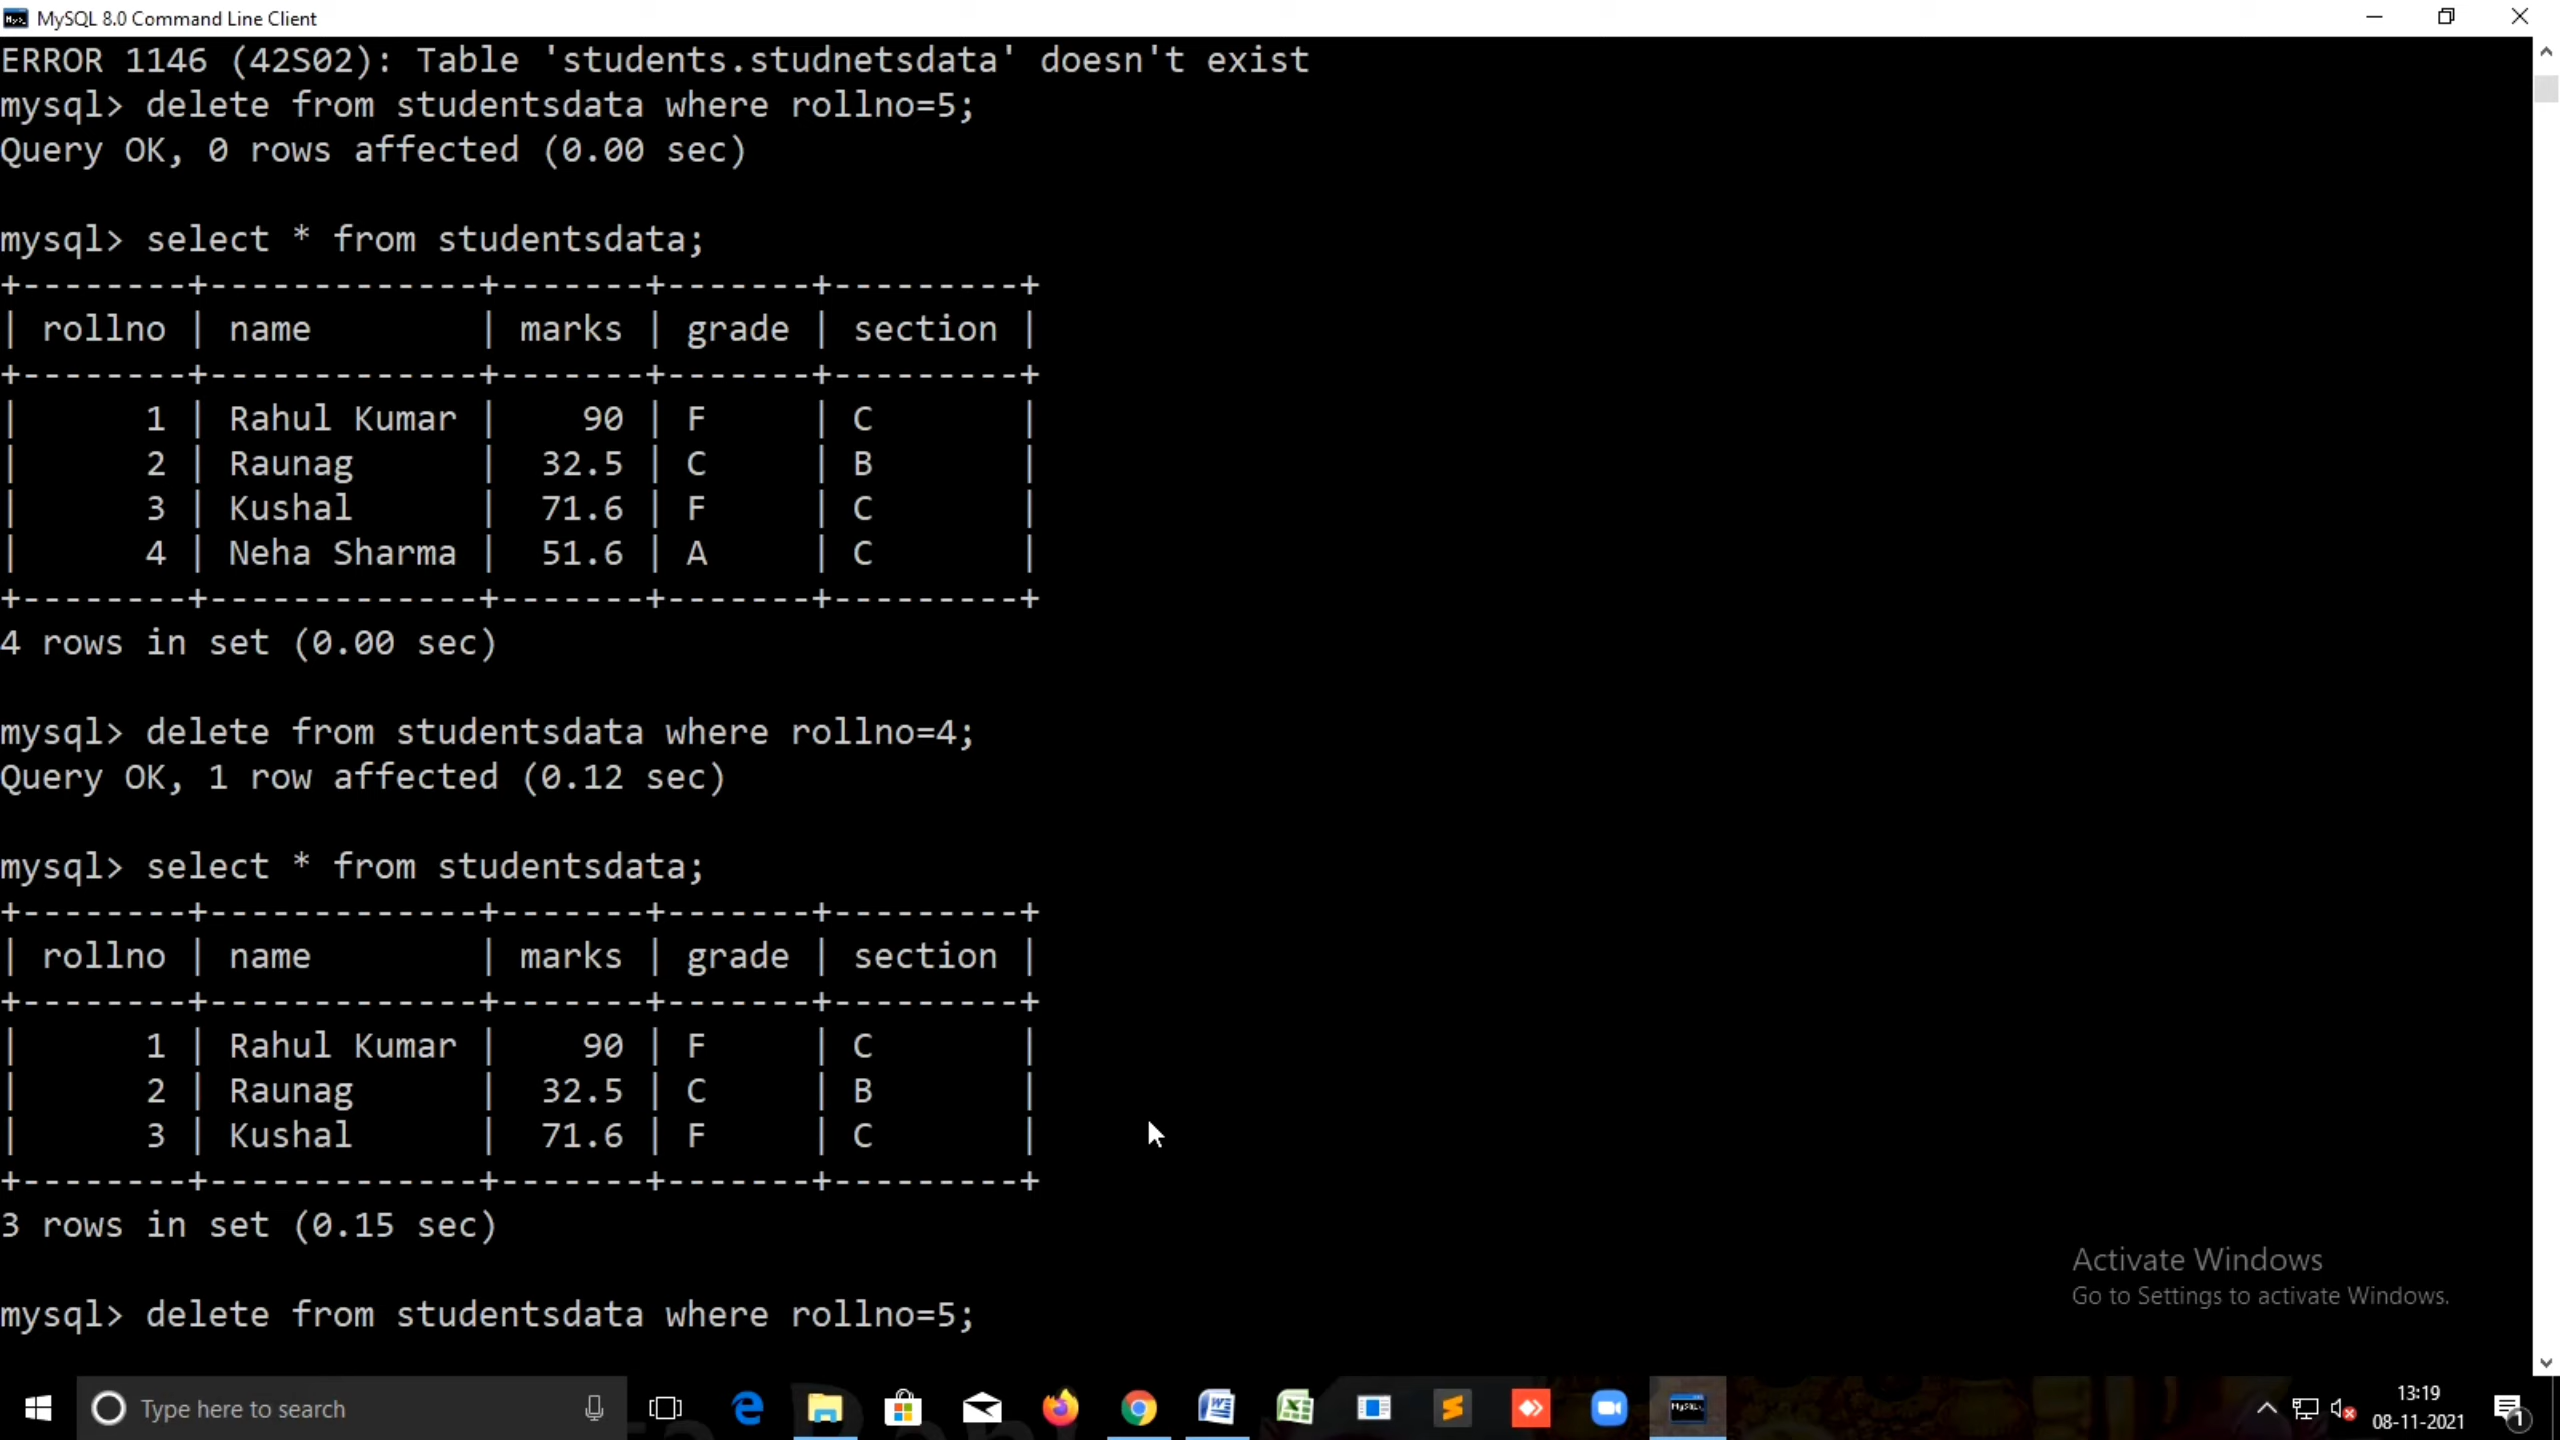 MySQL 8.0 Command Line Client
ERROR 1146 (42S02): Table 'students.studnetsdata' doesn't exist
mysql> delete from studentsdata where rollno=5;
Query OK, 0 rows affected (0.00 sec)
mysql> select * from studentsdata;
+--------+-------------+-------+-------+---------+
| rollno | name        | marks | grade | section |
+--------+-------------+-------+-------+---------+
|      1 | Rahul Kumar |    90 | F     | C       |
|      2 | Raunag      |  32.5 | C     | B       |
|      3 | Kushal      |  71.6 | F     | C       |
|      4 | Neha Sharma |  51.6 | A     | C       |
+--------+-------------+-------+-------+---------+
4 rows in set (0.00 sec)
mysql> delete from studentsdata where rollno=4;
Query OK, 1 row affected (0.12 sec)
mysql> select * from studentsdata;
+--------+-------------+-------+-------+---------+
| rollno | name        | marks | grade | section |
+--------+-------------+-------+-------+---------+
|      1 | Rahul Kumar |    90 | F     | C       |
|      2 | Raunag      |  32.5 | C     | B       |
|      3 | Kushal      |  71.6 | F     | C       |
+--------+-------------+-------+-------+---------+
3 rows in set (0.15 sec)
mysql> delete from studentsdata where rollno=5;
Activate Windows
Go to Settings to activate Windows.
Type here to search
13:19
08-11-2021
1